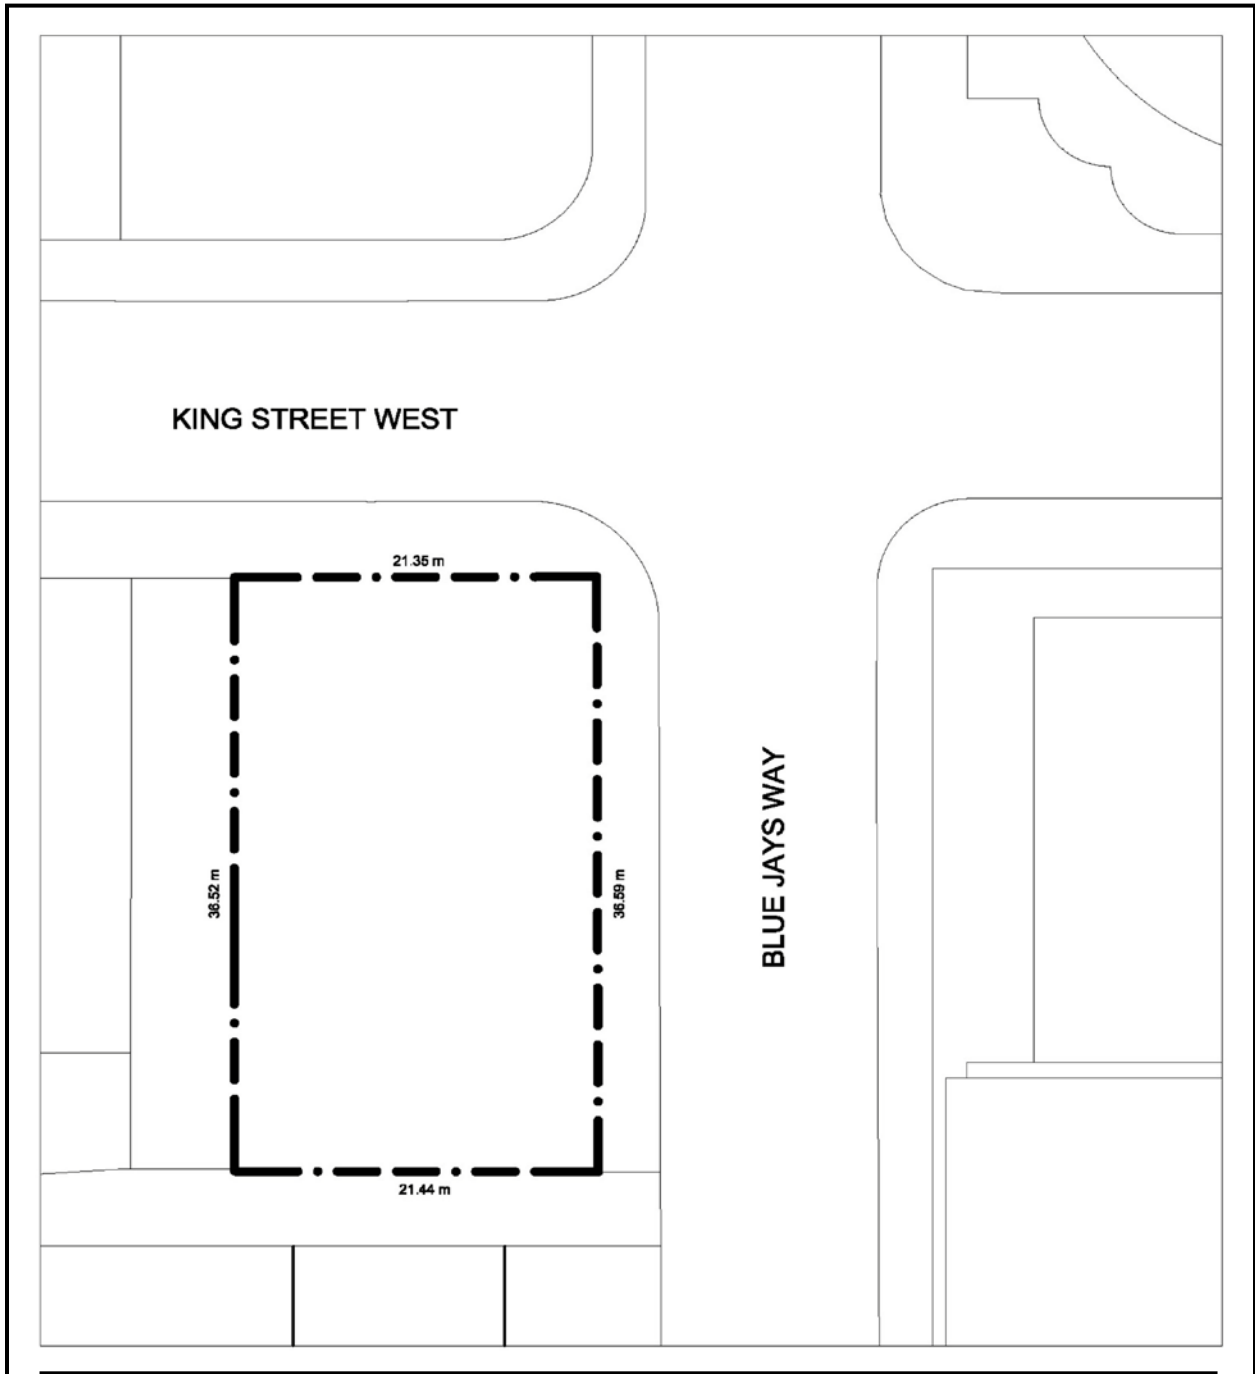 KING STREET WEST
21.35 m
BLUE JAYS WAY
36.52 m
36.59 m
21.44 m